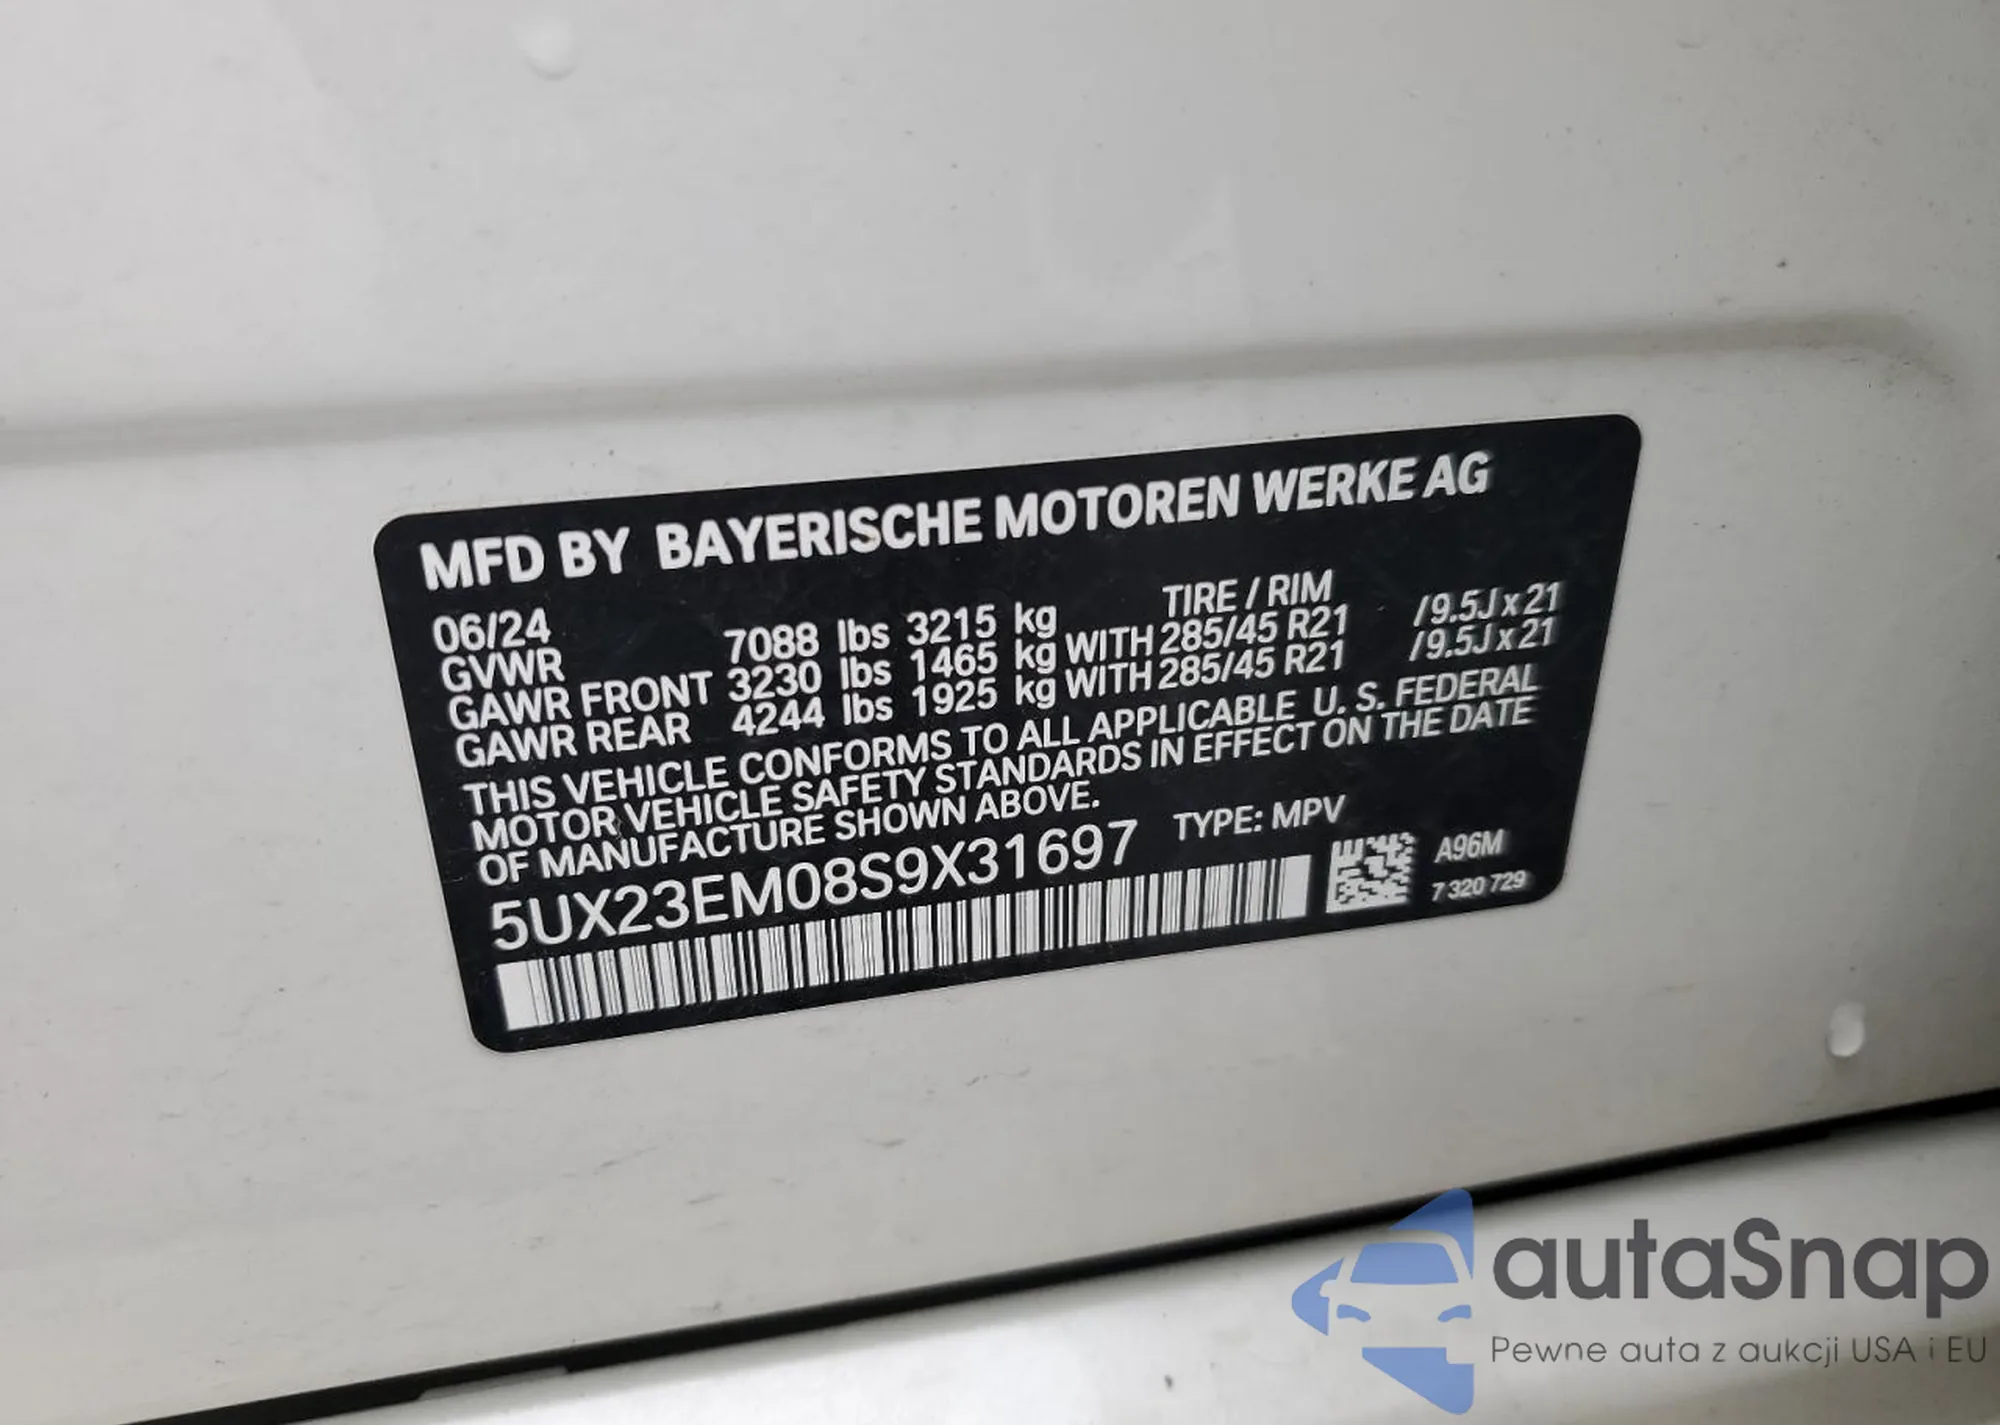 MFD BY BAYERISCHE MOTOREN WERKE AG
06/24 TIRE / RIM
GVWR 7088 lbs 3215 kg
GAWR FRONT 3230 lbs 1465 kg WITH 285/45 R21 /9.5J x 21
GAWR REAR 4244 lbs 1925 kg WITH 285/45 R21 /9.5J x 21
THIS VEHICLE CONFORMS TO ALL APPLICABLE U. S. FEDERAL
MOTOR VEHICLE SAFETY STANDARDS IN EFFECT ON THE DATE
OF MANUFACTURE SHOWN ABOVE.
5UX23EM08S9X31697 TYPE: MPV
A96M
7 320 729
autaSnap
Pewne auta z aukcji USA i EU